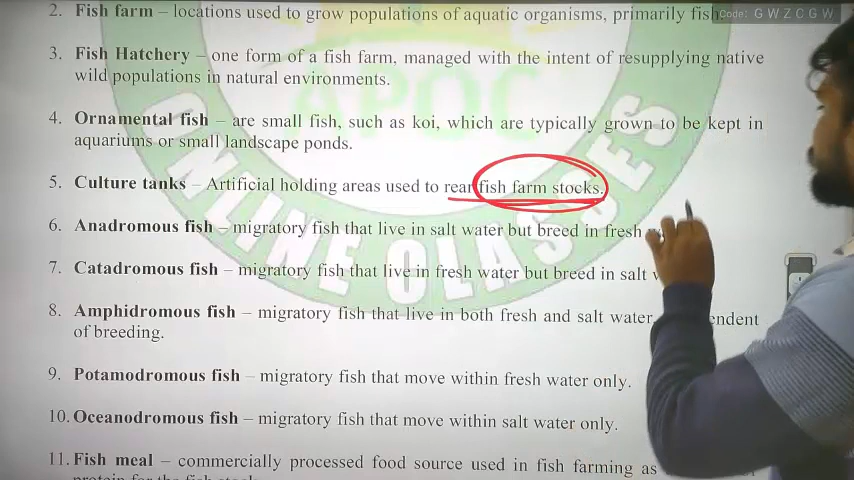 2. Fish farm – locations used to grow populations of aquatic organisms, primarily fish
Code: G W Z C G W
3. Fish Hatchery – one form of a fish farm, managed with the intent of resupplying native
wild populations in natural environments.
4. Ornamental fish – are small fish, such as koi, which are typically grown to be kept in
aquariums or small landscape ponds.
5. Culture tanks – Artificial holding areas used to rear fish farm stocks.
6. Anadromous fish – migratory fish that live in salt water but breed in fresh
7. Catadromous fish – migratory fish that live in fresh water but breed in salt
8. Amphidromous fish – migratory fish that live in both fresh and salt water
of breeding.
9. Potamodromous fish – migratory fish that move within fresh water only.
10. Oceanodromous fish – migratory fish that move within salt water only.
11. Fish meal – commercially processed food source used in fish farming as
APOC
ONLINE CLASSES